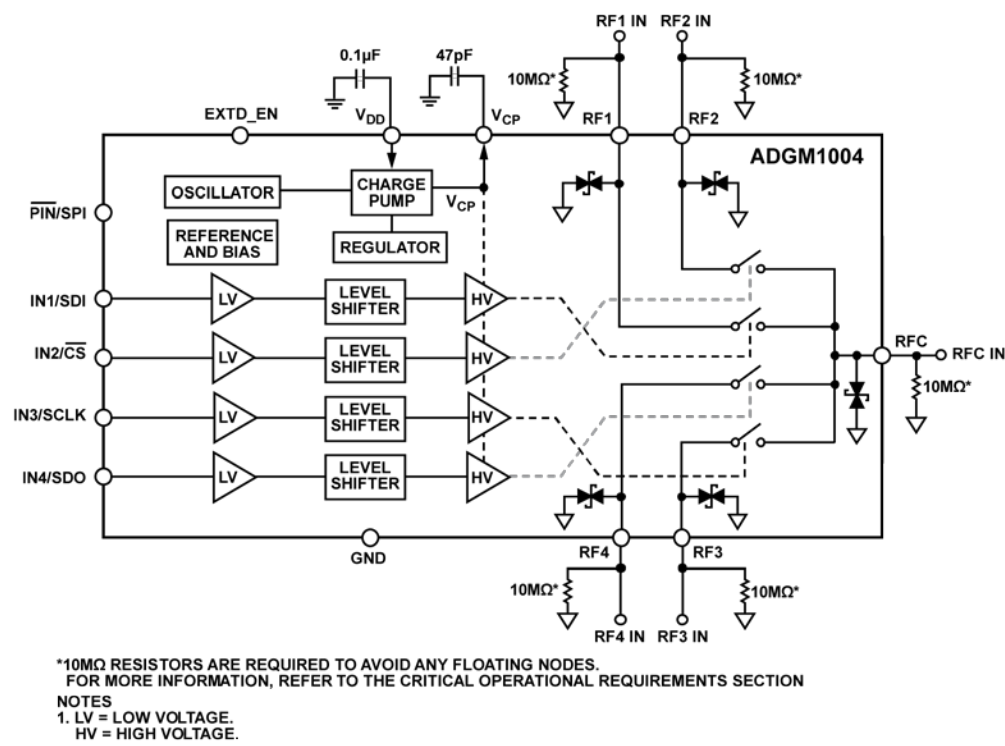 RF1 IN
RF2 IN
0.1µF
47pF
10MΩ*
10MΩ*
EXTD_EN
VDD
VCP
RF1
RF2
ADGM1004
OSCILLATOR
CHARGE
PUMP
VCP
PIN/SPI
REFERENCE
AND BIAS
REGULATOR
IN1/SDI
LV
LEVEL
SHIFTER
HV
IN2/CS
LV
LEVEL
SHIFTER
HV
RFC
RFC IN
10MΩ*
IN3/SCLK
LV
LEVEL
SHIFTER
HV
IN4/SDO
LV
LEVEL
SHIFTER
HV
GND
RF4
RF3
10MΩ*
10MΩ*
RF4 IN
RF3 IN
*10MΩ RESISTORS ARE REQUIRED TO AVOID ANY FLOATING NODES.
FOR MORE INFORMATION, REFER TO THE CRITICAL OPERATIONAL REQUIREMENTS SECTION
NOTES
1. LV = LOW VOLTAGE.
HV = HIGH VOLTAGE.